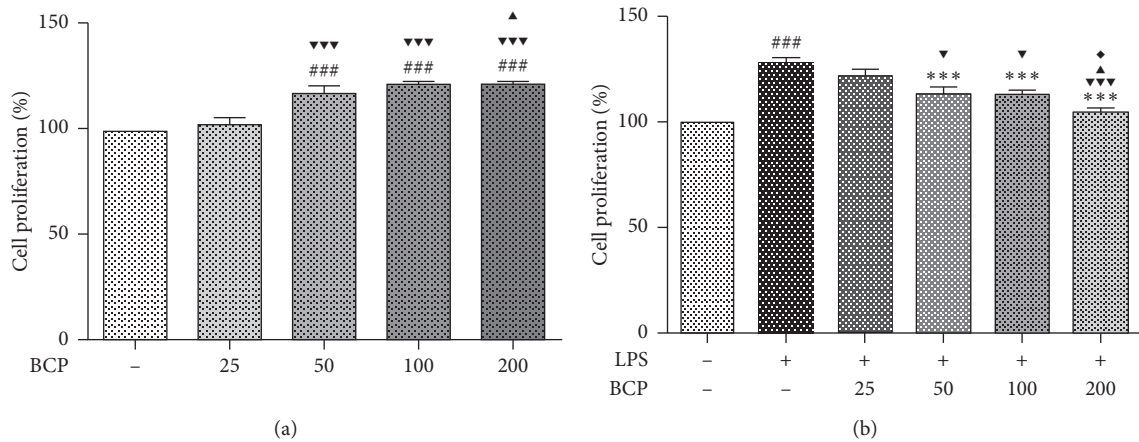 150
100
50
0
Cell proliferation (%)
▲
▼▼▼ ▼▼▼ ▼▼▼
### ### ###
BCP – 25 50 100 200
(a)
150
100
50
0
Cell proliferation (%)
###
◆
▲
▼ ▼ ▼▼▼
*** *** ***
LPS – + + + + +
BCP – – 25 50 100 200
(b)